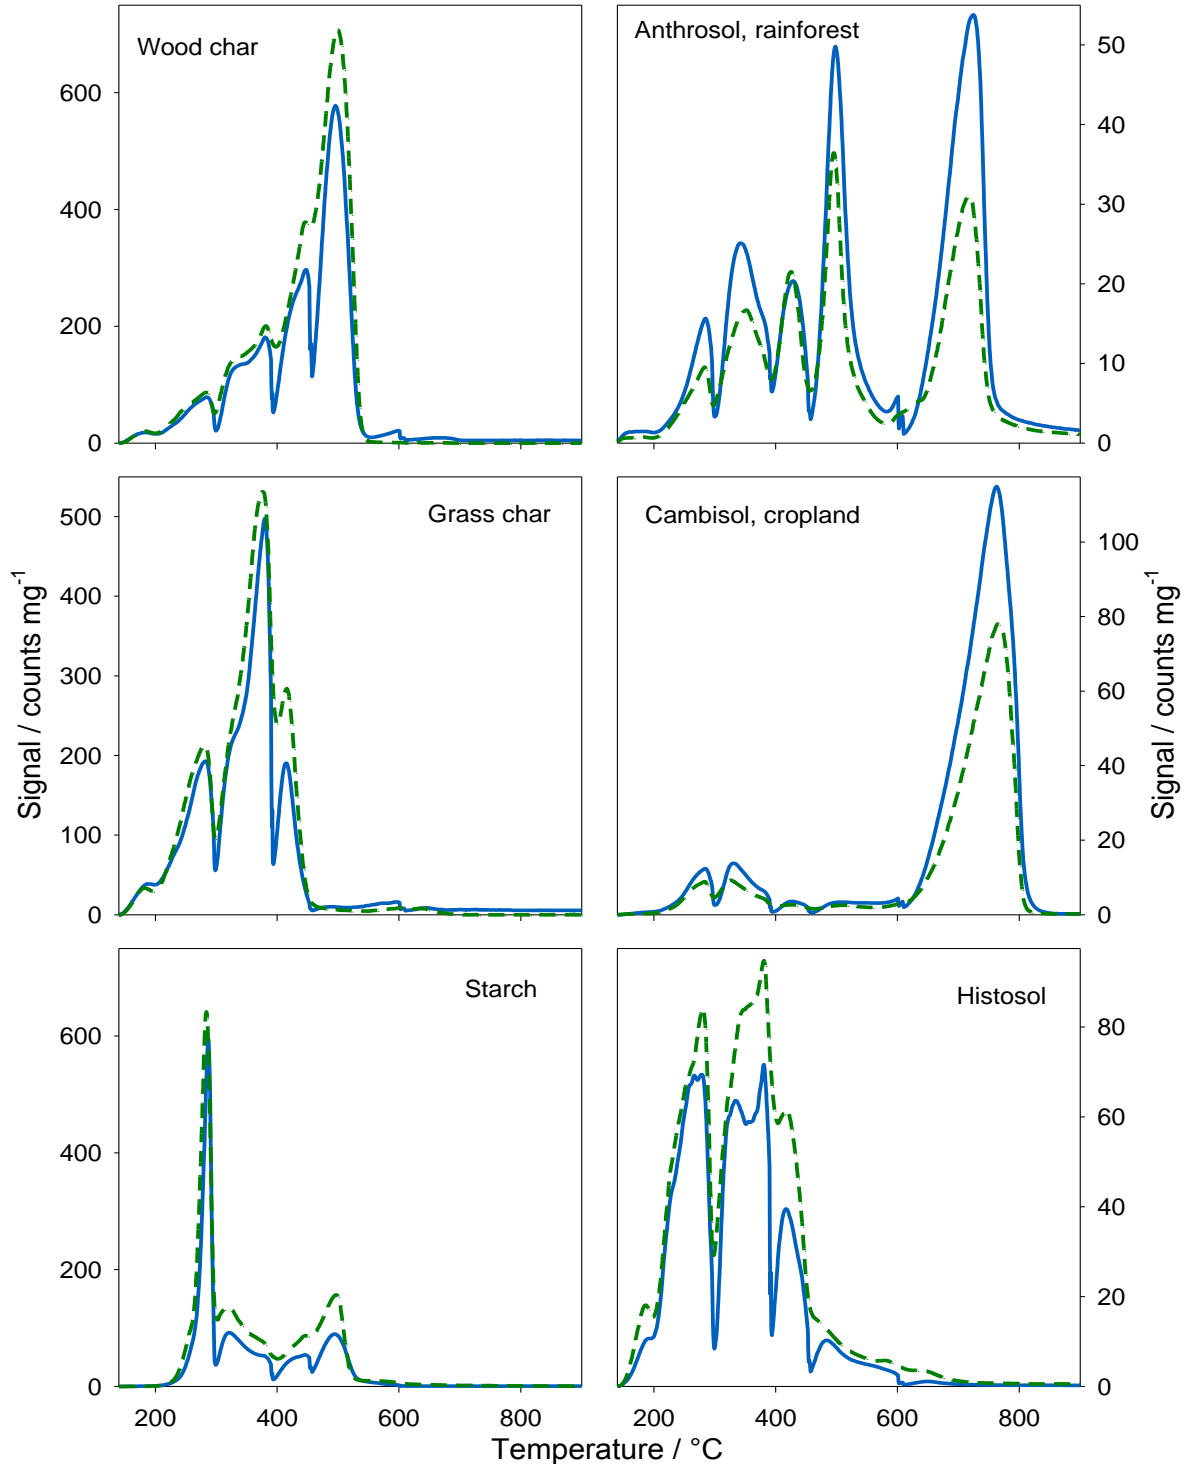 Wood char
600
400
200
0
Anthrosol, rainforest
50
40
30
20
10
0
Grass char
500
400
300
200
100
0
Cambisol, cropland
100
80
60
40
20
0
Signal / counts mg-1
Signal / counts mg-1
Starch
600
400
200
0
200 400 600 800
Histosol
80
60
40
20
0
200 400 600 800
Temperature / °C